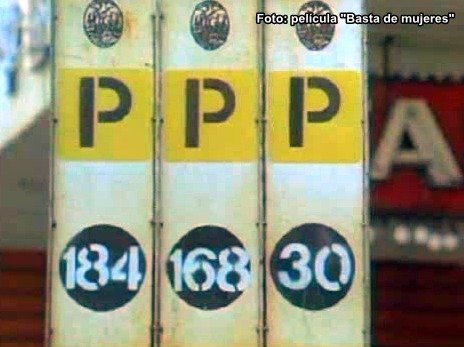 Foto: película "Basta de mujeres"
P P P
A
184 168 30